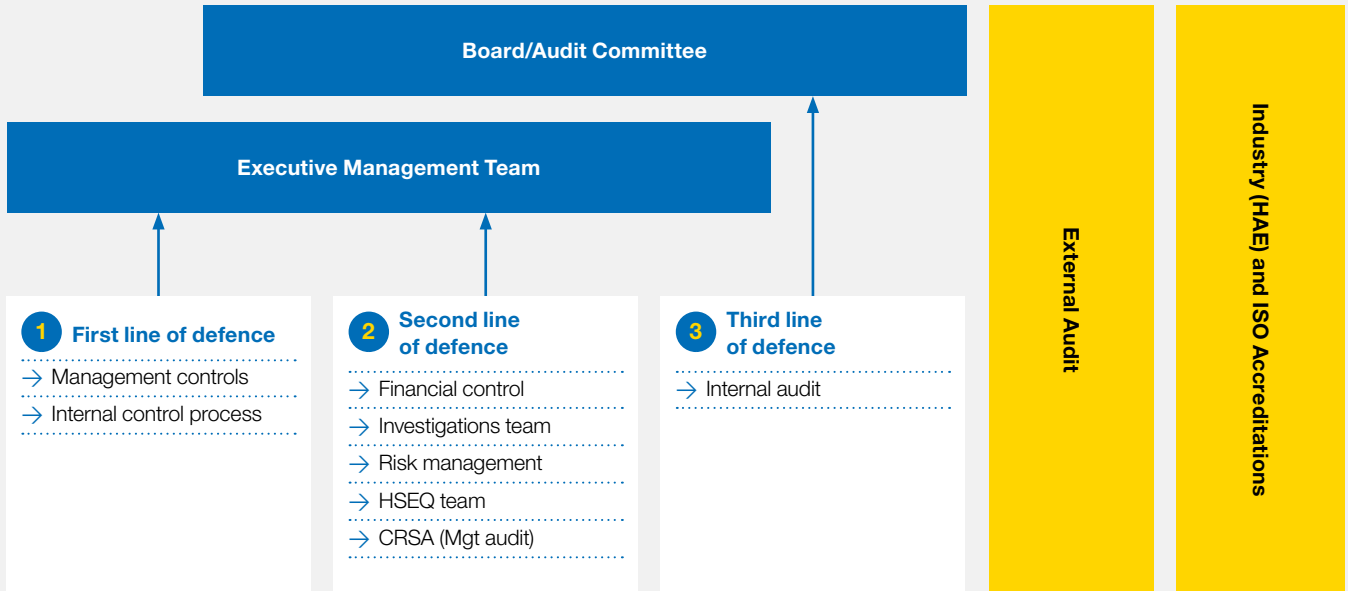 Board/Audit Committee
Executive Management Team
1 First line of defence
→ Management controls
→ Internal control process
2 Second line
of defence
→ Financial control
→ Investigations team
→ Risk management
→ HSEQ team
→ CRSA (Mgt audit)
3 Third line
of defence
→ Internal audit
External Audit
Industry (HAE) and ISO Accreditations